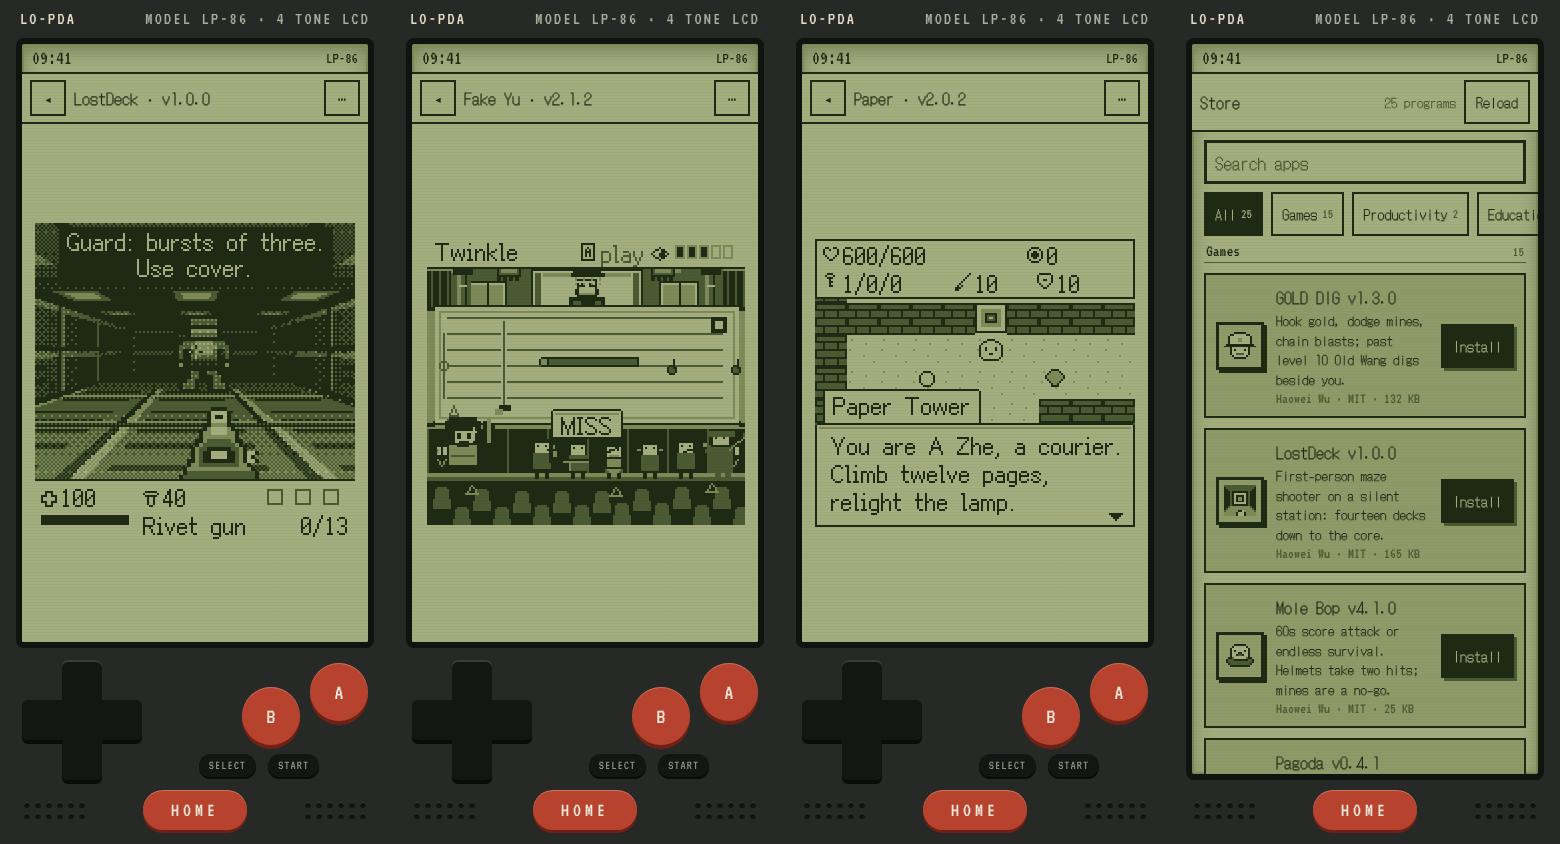 LO-PDA MODEL LP-86 · 4 TONE LCD
09:41 LP-86
LostDeck · v1.0.0
Guard: bursts of three.
Use cover.
100 40
Rivet gun 0/13
B A
SELECT START
HOME
LO-PDA MODEL LP-86 · 4 TONE LCD
09:41 LP-86
Fake Yu · v2.1.2
Twinkle A play
MISS
B A
SELECT START
HOME
LO-PDA MODEL LP-86 · 4 TONE LCD
09:41 LP-86
Paper · v2.0.2
600/600 0
1/0/0 10 10
Paper Tower
You are A Zhe, a courier.
Climb twelve pages,
relight the lamp.
B A
SELECT START
HOME
LO-PDA MODEL LP-86 · 4 TONE LCD
09:41 LP-86
Store 25 programs Reload
Search apps
All 25 Games 15 Productivity 2 Educati
Games 15
GOLD DIG v1.3.0
Hook gold, dodge mines,
chain blasts; past
level 10 Old Wang digs
beside you.
Haowei Wu · MIT · 132 KB
Install
LostDeck v1.0.0
First-person maze
shooter on a silent
station: fourteen decks
down to the core.
Haowei Wu · MIT · 165 KB
Install
Mole Bop v4.1.0
60s score attack or
endless survival.
Helmets take two hits;
mines are a no-go.
Haowei Wu · MIT · 25 KB
Install
Pagoda v0.4.1
HOME